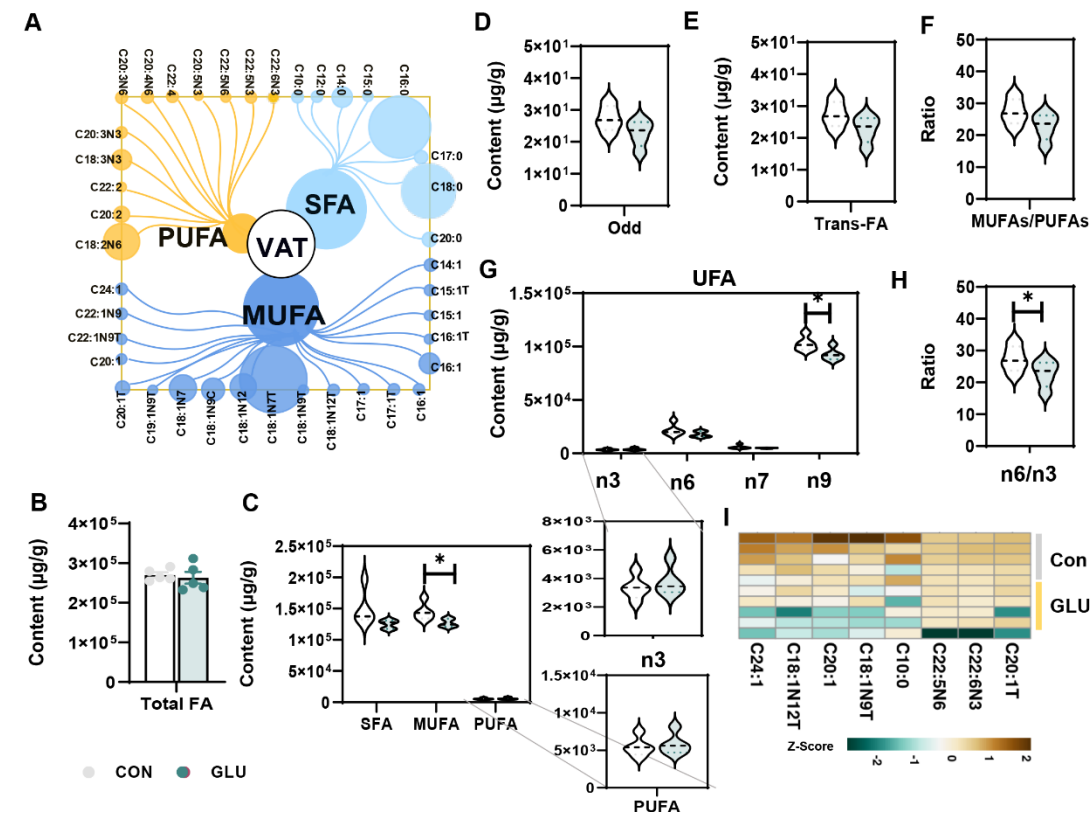 A
C20:3N6
C20:4N6
C22:4
C20:5N3
C22:5N6
C22:5N3
C22:6N3
C10:0
C12:0
C14:0
C15:0
C16:0
C20:3N3
C18:3N3
C22:2
C20:2
C18:2N6
C24:1
C22:1N9
C22:1N9T
C20:1
C17:0
C18:0
C20:0
C14:1
C15:1T
C15:1
C16:1T
C16:1
PUFA
SFA
VAT
MUFA
C20:1T
C19:1N9T
C18:1N7
C18:1N9C
C18:1N12
C18:1N7T
C18:1N9T
C18:1N12T
C17:1
C17:1T
C16:1
B
Content (µg/g)
4×10⁵
3×10⁵
2×10⁵
1×10⁵
0
Total FA
CON
GLU
C
Content (µg/g)
2.5×10⁵
2×10⁵
1.5×10⁵
1×10⁵
5×10⁴
0
*
SFA MUFA PUFA
D
Content (µg/g)
5×10¹
4×10¹
3×10¹
2×10¹
1×10¹
0
Odd
E
Content (µg/g)
5×10¹
4×10¹
3×10¹
2×10¹
1×10¹
0
Trans-FA
F
Ratio
50
40
30
20
10
0
MUFAs/PUFAs
G
UFA
Content (µg/g)
1.5×10⁵
1×10⁵
5×10⁴
0
*
n3 n6 n7 n9
8×10³
6×10³
4×10³
2×10³
0
n3
1.5×10⁴
1×10⁴
5×10³
0
PUFA
H
Ratio
50
40
30
20
10
0
*
n6/n3
I
Con
GLU
C24:1
C18:1N12T
C20:1
C18:1N9T
C10:0
C22:5N6
C22:6N3
C20:1T
Z-Score
-2
-1
0
1
2